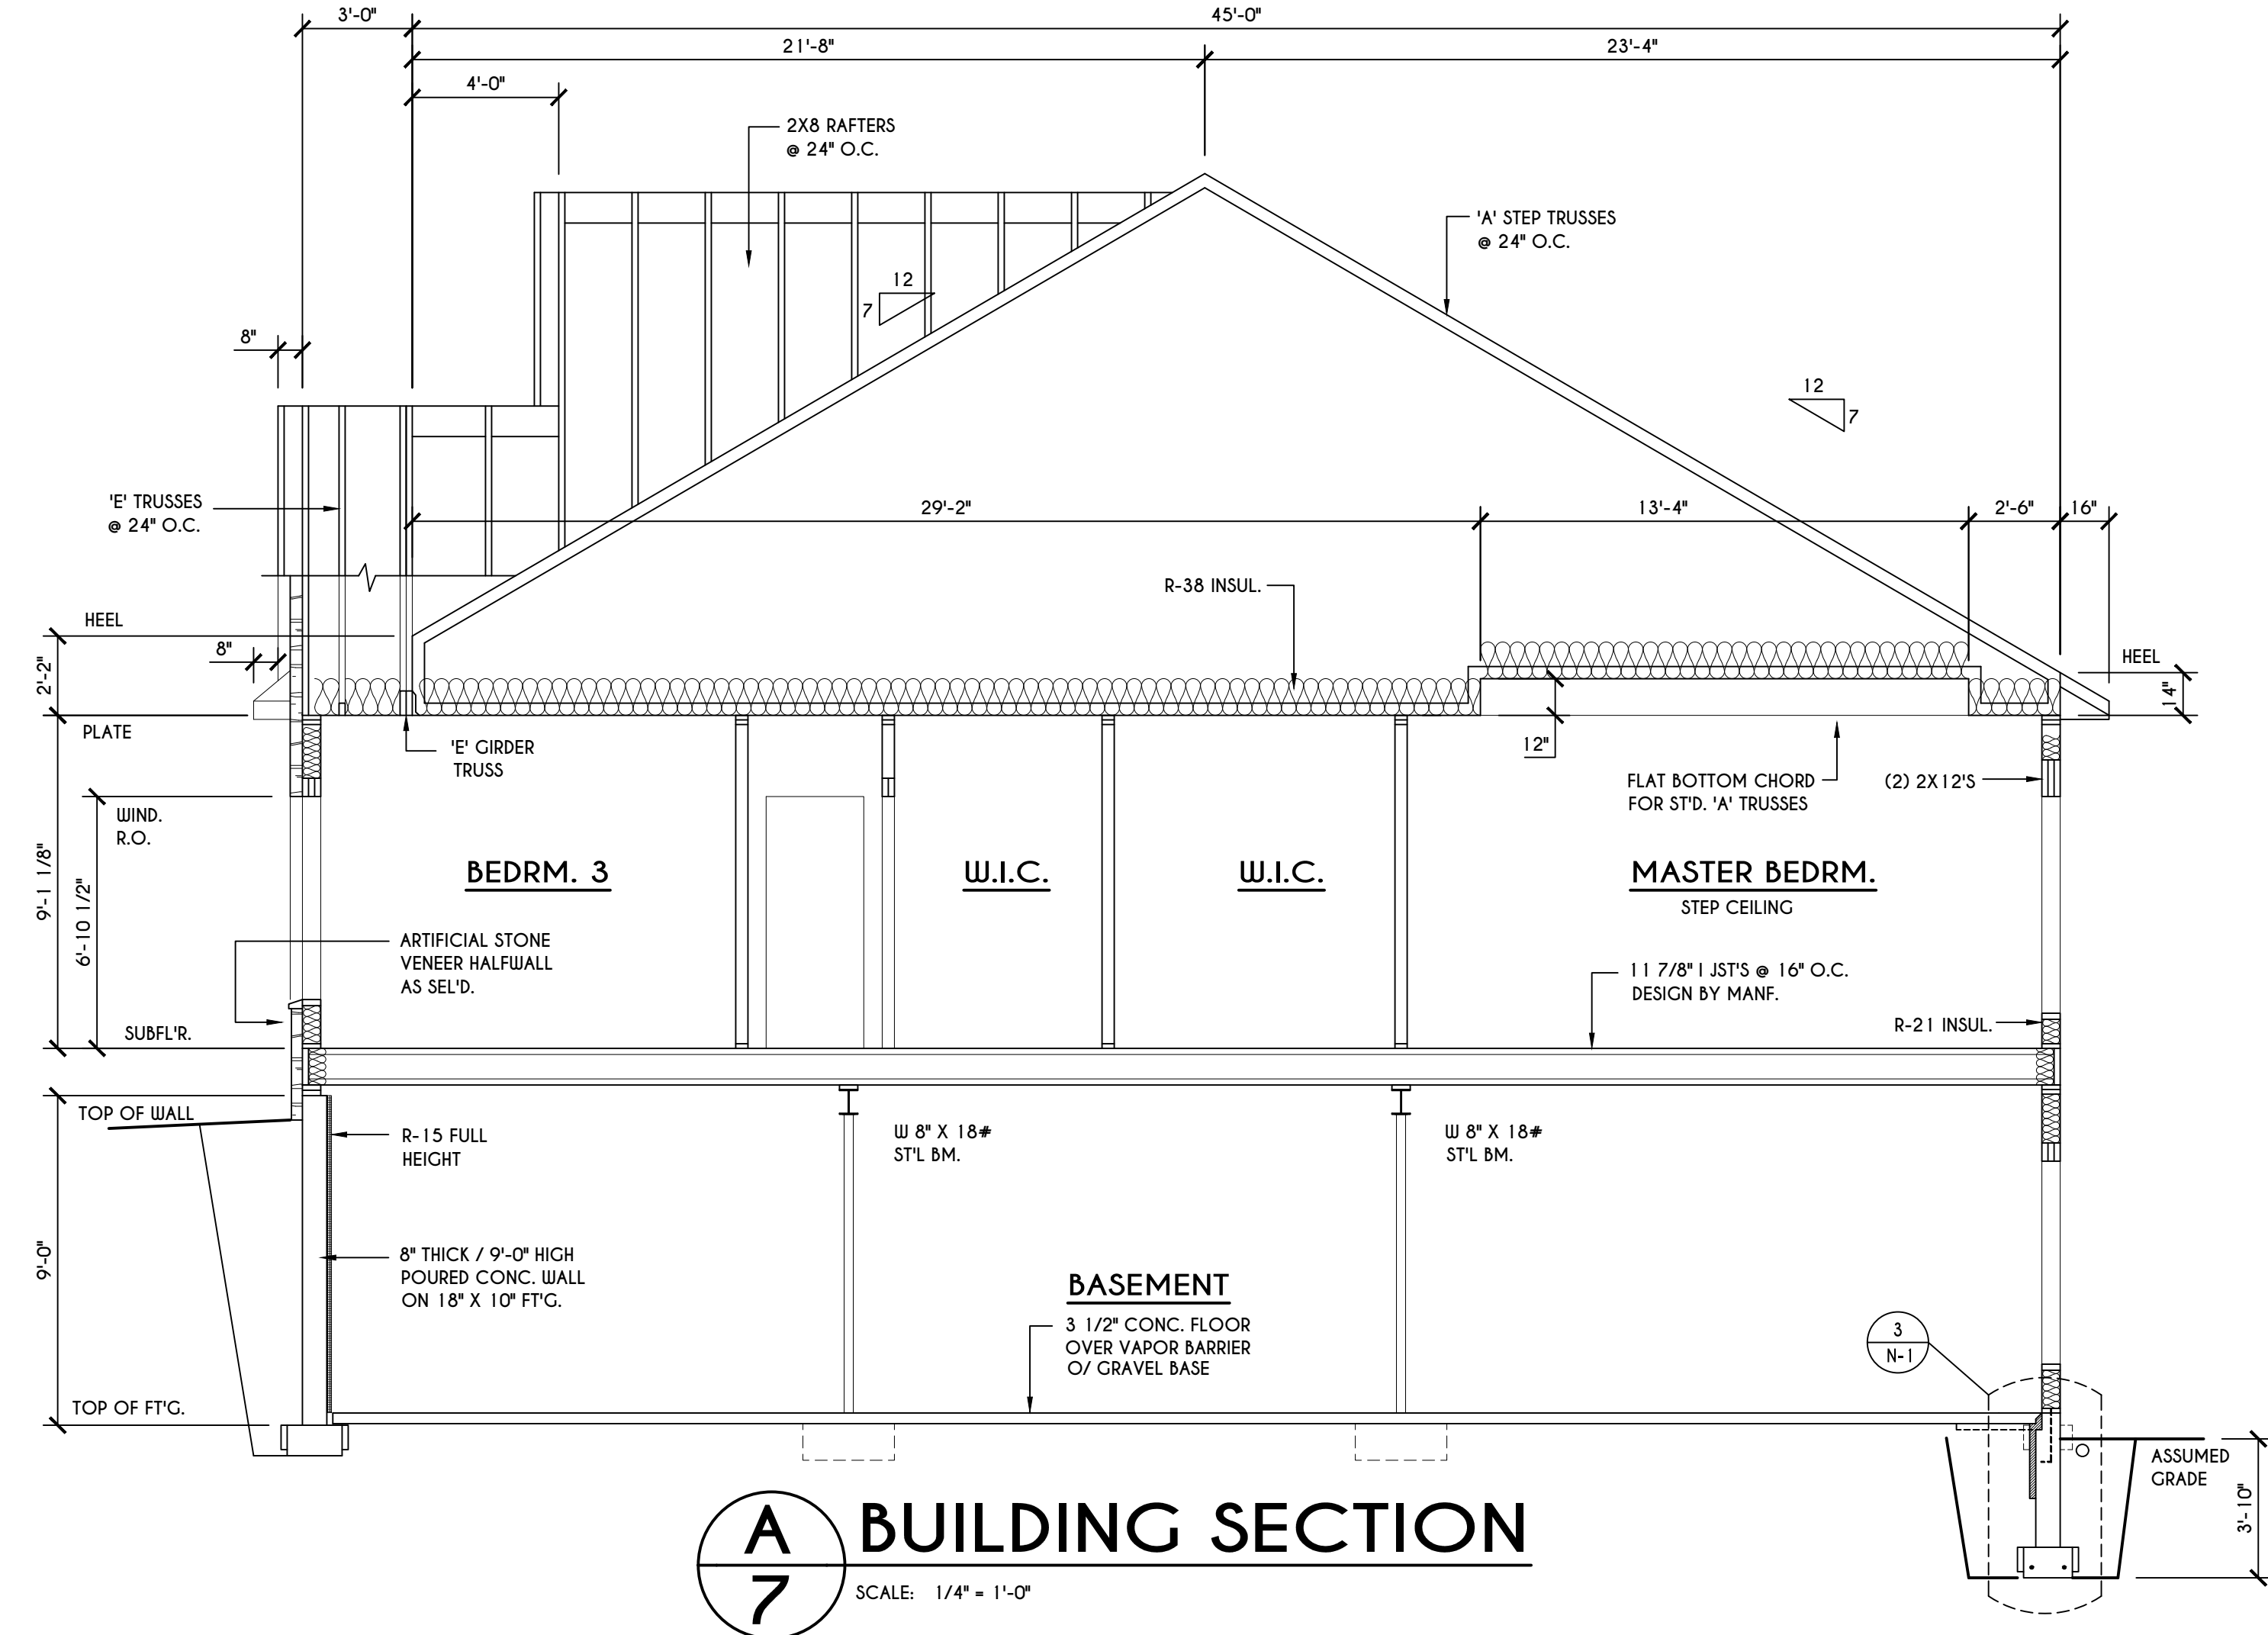 3'-0"
45'-0"
21'-8"
23'-4"
4'-0"
2X8 RAFTERS
@ 24" O.C.
'A' STEP TRUSSES
@ 24" O.C.
12
7
8"
12
7
'E' TRUSSES
@ 24" O.C.
29'-2"
13'-4"
2'-6"
16"
R-38 INSUL.
HEEL
8"
2'-2"
HEEL
14"
PLATE
'E' GIRDER
TRUSS
12"
FLAT BOTTOM CHORD
FOR ST'D. 'A' TRUSSES
(2) 2X12'S
WIND.
R.O.
9'-1 1/8"
6'-10 1/2"
BEDRM. 3
W.I.C.
W.I.C.
MASTER BEDRM.
STEP CEILING
ARTIFICIAL STONE
VENEER HALFWALL
AS SEL'D.
11 7/8" I JST'S @ 16" O.C.
DESIGN BY MANF.
SUBFL'R.
R-21 INSUL.
TOP OF WALL
R-15 FULL
HEIGHT
W 8" X 18#
ST'L BM.
W 8" X 18#
ST'L BM.
9'-0"
8" THICK / 9'-0" HIGH
POURED CONC. WALL
ON 18" X 10" FT'G.
BASEMENT
3 1/2" CONC. FLOOR
OVER VAPOR BARRIER
O/ GRAVEL BASE
3
N-1
TOP OF FT'G.
ASSUMED
GRADE
3'-10"
A
7
BUILDING SECTION
SCALE: 1/4" = 1'-0"